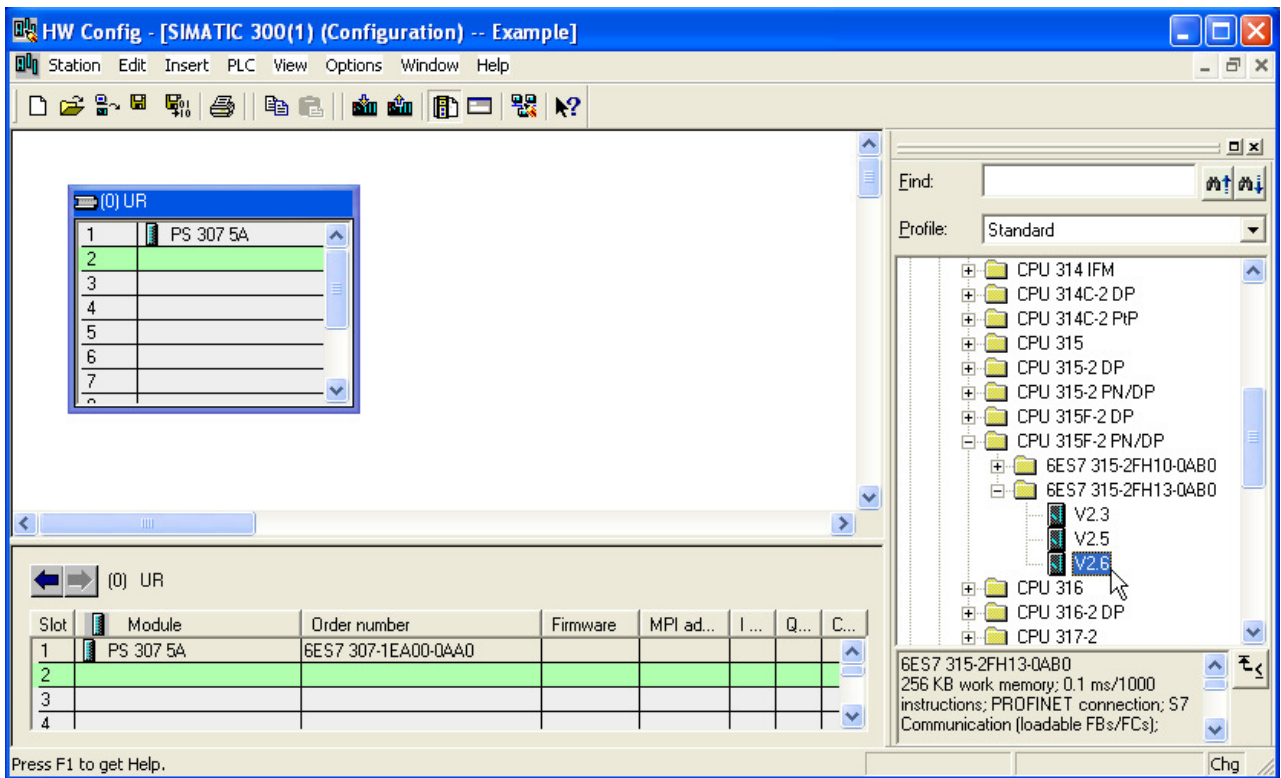 HW Config - [SIMATIC 300(1) (Configuration) -- Example]
Station Edit Insert PLC View Options Window Help
(0) UR
1 PS 307 5A
2
3
4
5
6
7
Find:
Profile: Standard
CPU 314 IFM
CPU 314C-2 DP
CPU 314C-2 PtP
CPU 315
CPU 315-2 DP
CPU 315-2 PN/DP
CPU 315F-2 DP
CPU 315F-2 PN/DP
6ES7 315-2FH10-0AB0
6ES7 315-2FH13-0AB0
V2.3
V2.5
V2.6
CPU 316
CPU 316-2 DP
CPU 317-2
6ES7 315-2FH13-0AB0
256 KB work memory; 0.1 ms/1000
instructions; PROFINET connection; S7
Communication (loadable FBs/FCs);
(0) UR
Slot Module Order number Firmware MPI ad... I ... Q... C...
1 PS 307 5A 6ES7 307-1EA00-0AA0
2
3
4
Press F1 to get Help.
Chg